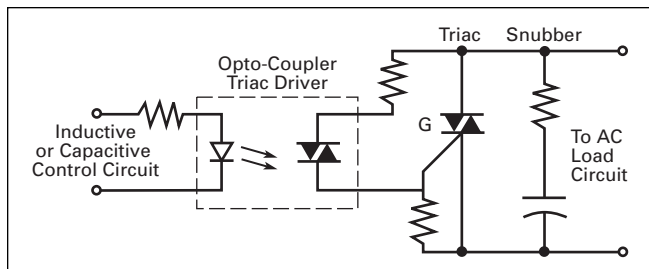 Triac Snubber
Opto-Coupler
Triac Driver
G
Inductive
or Capacitive
Control Circuit
To AC
Load
Circuit